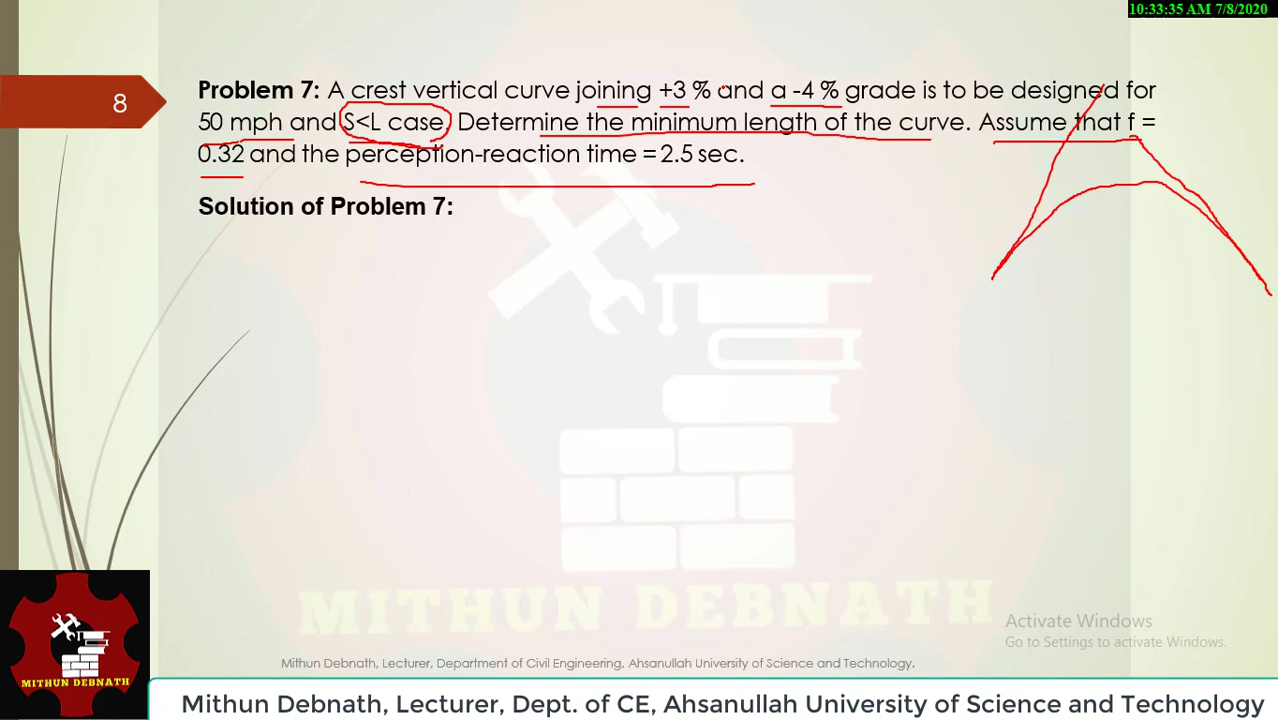 10:33:35 AM 7/8/2020
8
Problem 7: A crest vertical curve joining +3 % and a -4 % grade is to be designed for
50 mph and S<L case. Determine the minimum length of the curve. Assume that f =
0.32 and the perception-reaction time = 2.5 sec.
Solution of Problem 7:
MITHUN DEBNATH
Activate Windows
Go to Settings to activate Windows.
MITHUN DEBNATH
Mithun Debnath, Lecturer, Department of Civil Engineering, Ahsanullah University of Science and Technology.
Mithun Debnath, Lecturer, Dept. of CE, Ahsanullah University of Science and Technology